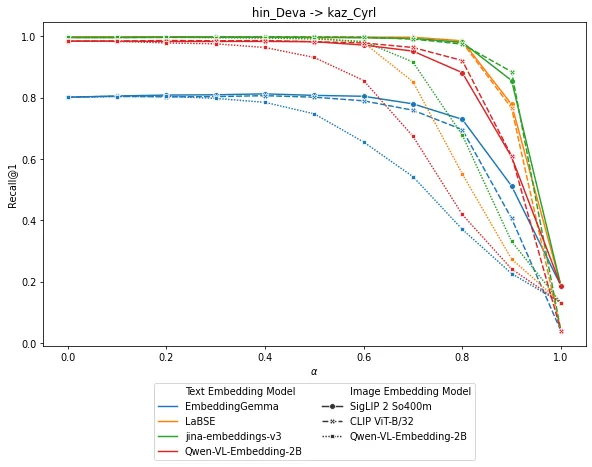 hin_Deva -> kaz_Cyrl
Recall@1
1.0
0.8
0.6
0.4
0.2
0.0
0.0 0.2 0.4 0.6 0.8 1.0
α
Text Embedding Model Image Embedding Model
EmbeddingGemma SigLIP 2 So400m
LaBSE CLIP ViT-B/32
jina-embeddings-v3 Qwen-VL-Embedding-2B
Qwen-VL-Embedding-2B